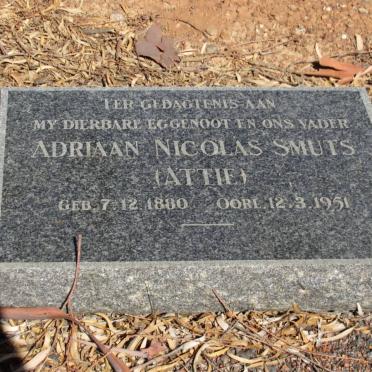 TER GEDAGTENIS AAN
MY DIERBARE EGGENOOT EN ONS VADER
ADRIAAN NICOLAS SMUTS
(ATTIE)
GEB. 7.12.1880 OORL. 12.3.1951